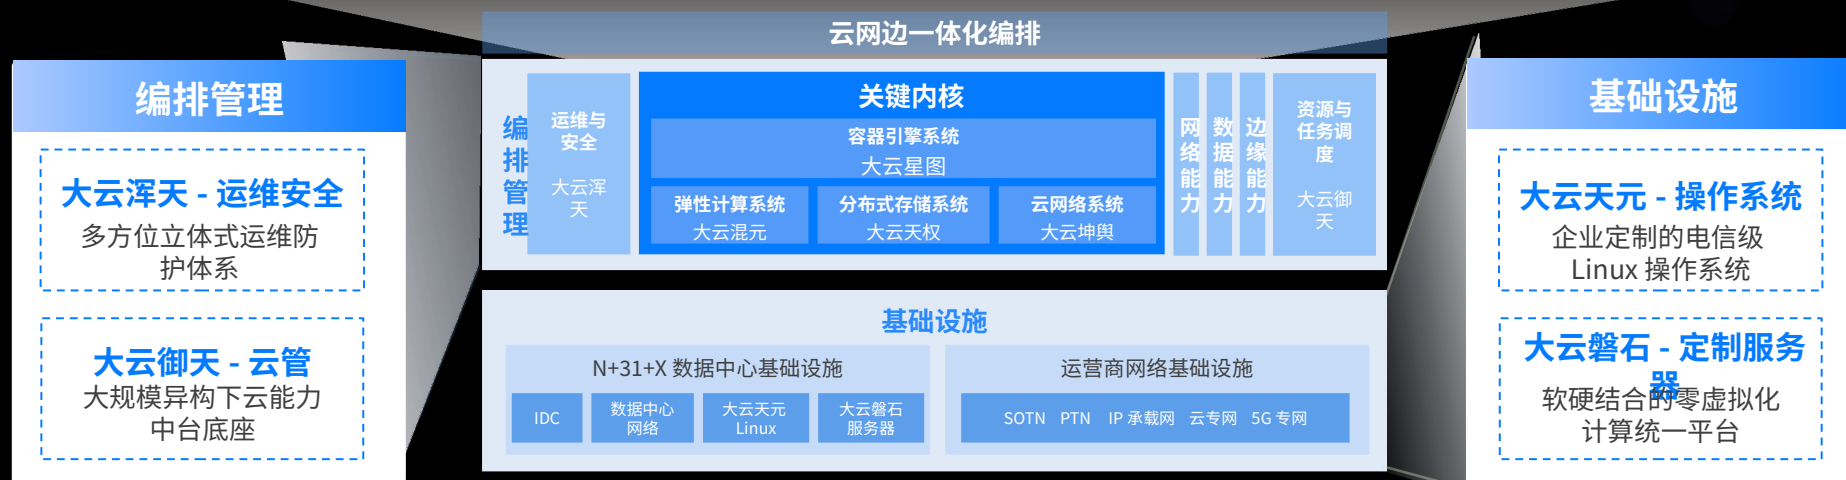 编排管理
大云浑天 - 运维安全
多方位立体式运维防
护体系
大云御天 - 云管
大规模异构下云能力
中台底座
云网边一体化编排
编排管理
运维与
安全
大云浑
天
关键内核
容器引擎系统
大云星图
弹性计算系统
大云混元
分布式存储系统
大云天权
云网络系统
大云坤舆
网络能力
数据能力
边缘能力
资源与
任务调
度
大云御
天
基础设施
N+31+X 数据中心基础设施
IDC
数据中心
网络
大云天元
Linux
大云磐石
服务器
运营商网络基础设施
SOTN PTN IP 承载网 云专网 5G 专网
基础设施
大云天元 - 操作系统
企业定制的电信级
Linux 操作系统
大云磐石 - 定制服务
器
软硬结合的零虚拟化
计算统一平台